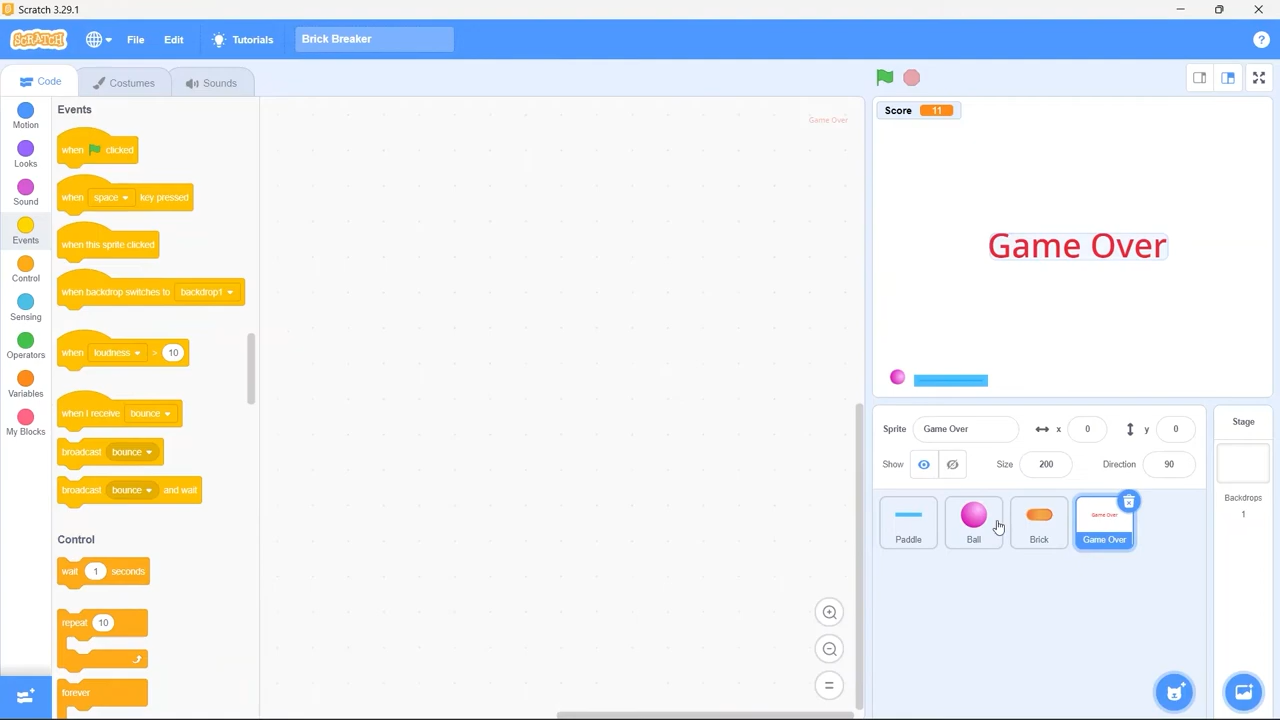 Scratch 3.29.1
SCRATCH File Edit Tutorials Brick Breaker ?
Code Costumes Sounds
Motion
Looks
Sound
Events
Control
Sensing
Operators
Variables
My Blocks
Events
when clicked
when space key pressed
when this sprite clicked
when backdrop switches to backdrop1
when loudness > 10
when I receive bounce
broadcast bounce
broadcast bounce and wait
Control
wait 1 seconds
repeat 10
forever
Game Over
Score 11
Game Over
Sprite Game Over x 0 y 0
Show Size 200 Direction 90
Paddle
Ball
Brick
Game Over
Game Over
Stage
Backdrops
1